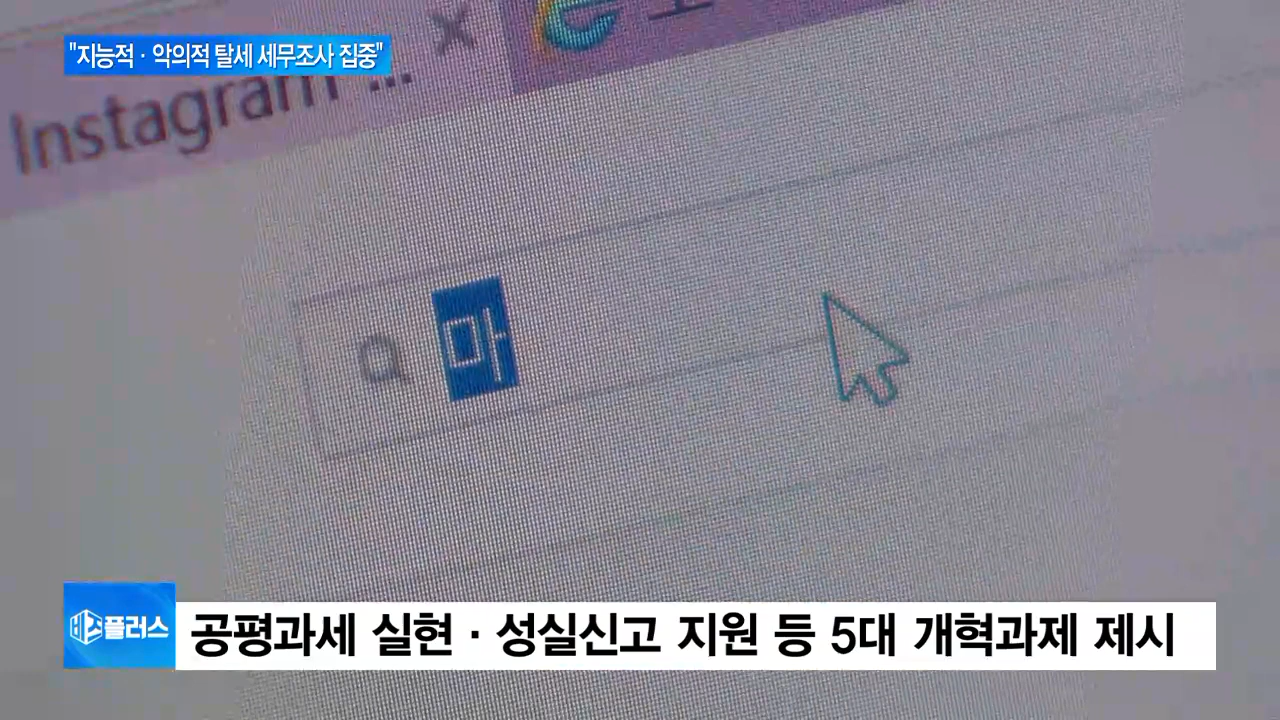 "지능적·악의적 탈세 세무조사 집중"
Instagram ...
마
비즈플러스
공평과세 실현·성실신고 지원 등 5대 개혁과제 제시